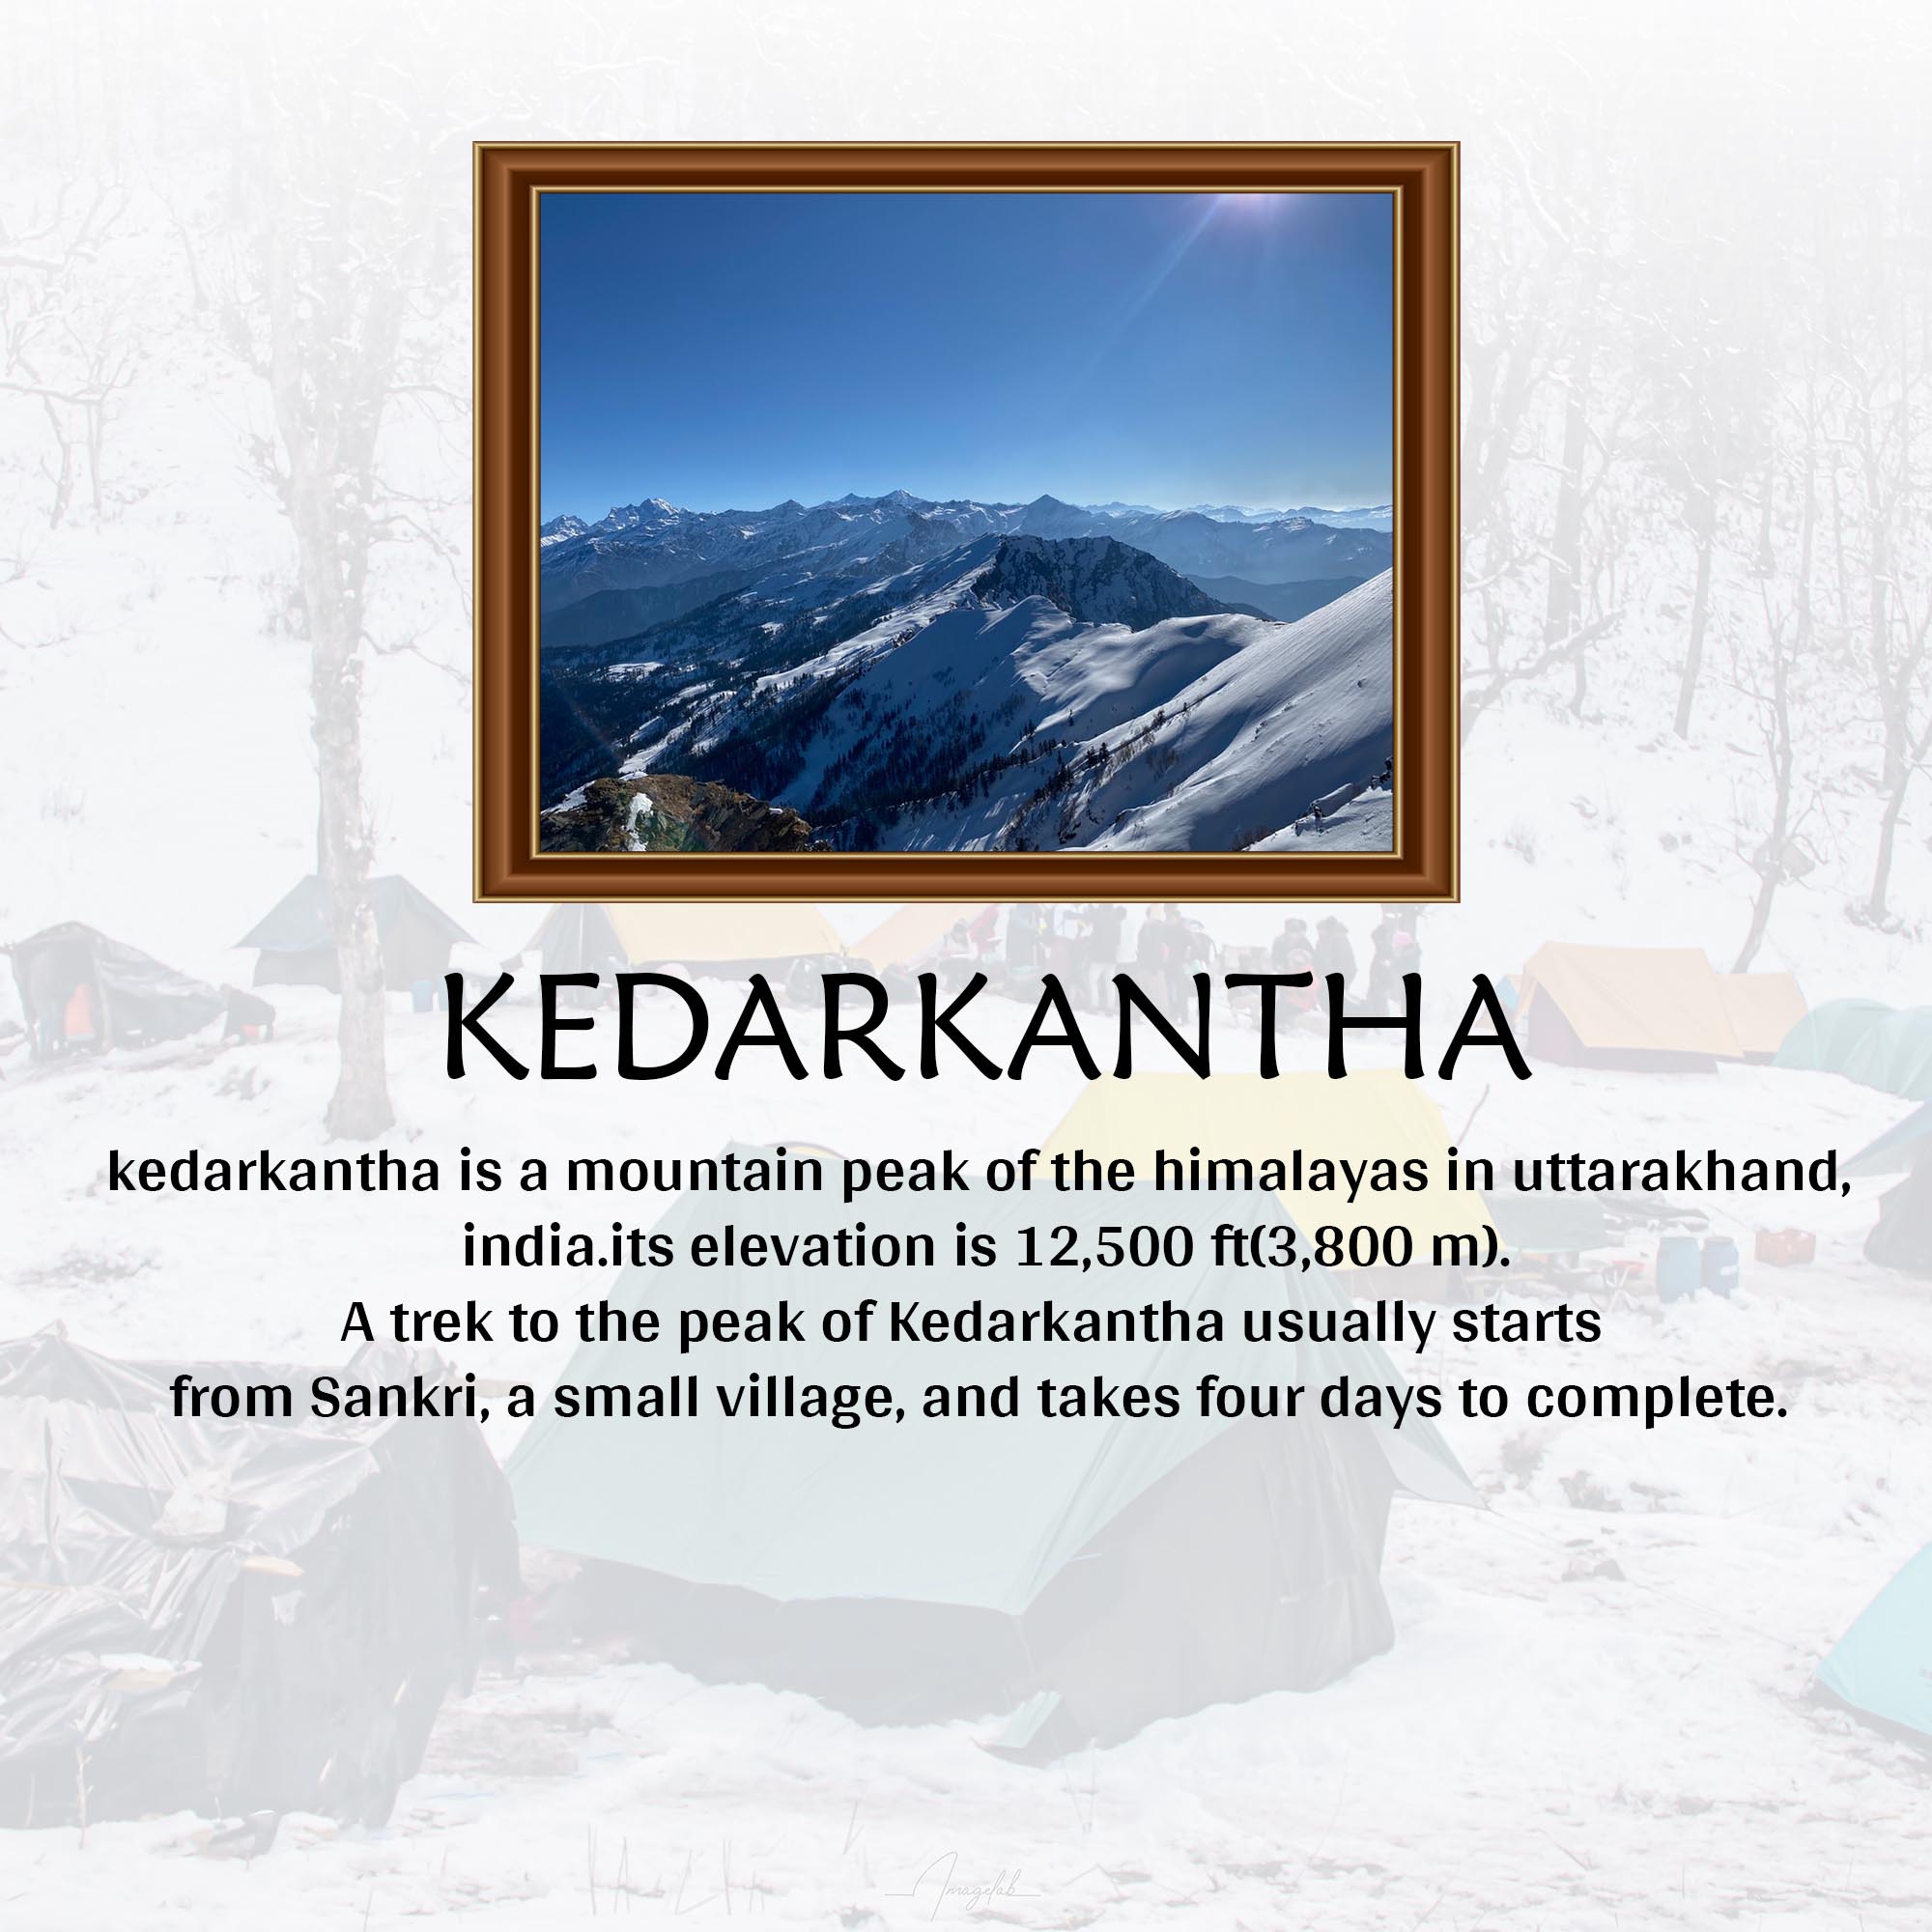 KEDARKANTHA
kedarkantha is a mountain peak of the himalayas in uttarakhand,
india.its elevation is 12,500 ft(3,800 m).
A trek to the peak of Kedarkantha usually starts
from Sankri, a small village, and takes four days to complete.
Imagelab